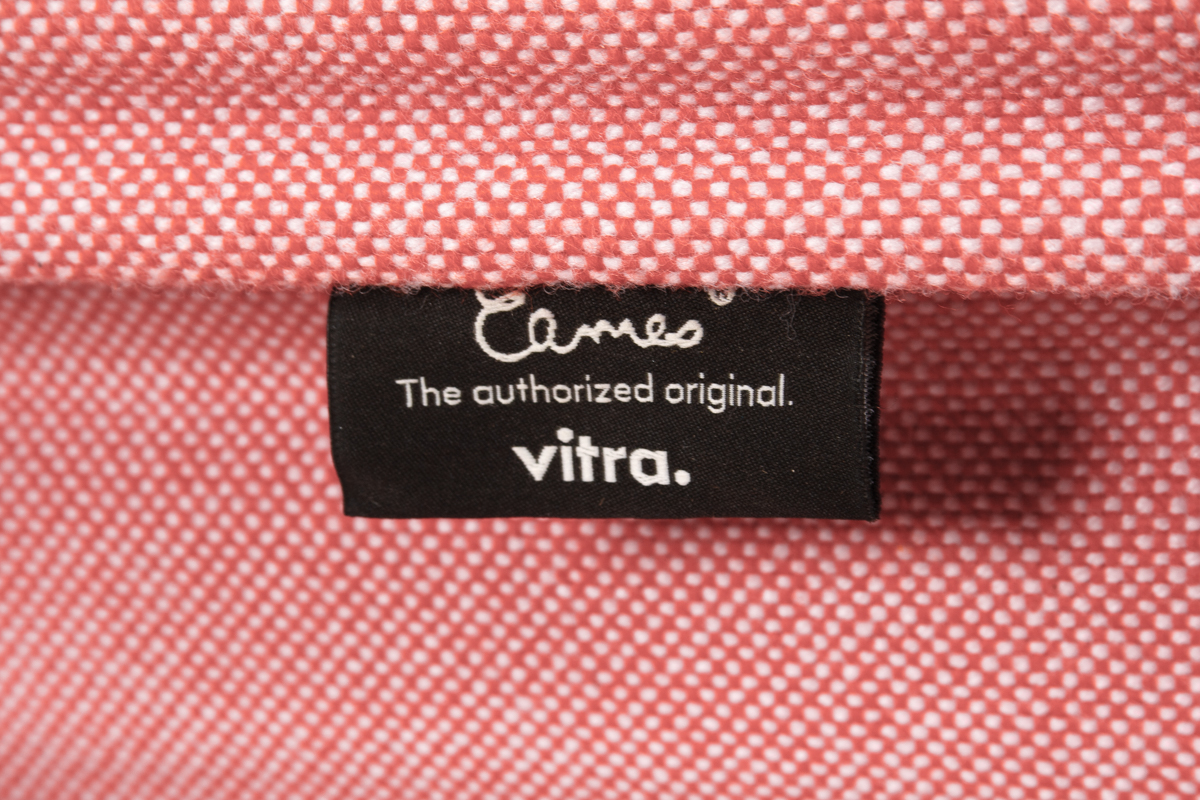 Eames
The authorized original.
vitra.